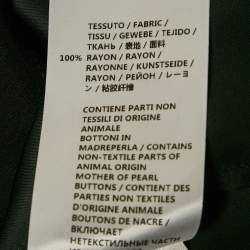 TESSUTO / FABRIC /
TISSU / GEWEBE / TEJIDO /
ТКАНЬ / 表地 / 面料
100% RAYON / RAYON /
RAYONNE / KUNSTSEIDE /
RAYON / РЕЙОН / レーヨ
ン / 粘胶纤维
CONTIENE PARTI NON
TESSILI DI ORIGINE
ANIMALE
BOTTONI IN
MADREPERLA / CONTAINS
NON-TEXTILE PARTS OF
ANIMAL ORIGIN
MOTHER OF PEARL
BUTTONS / CONTIENT DES
PARTIES NON TEXTILES
D'ORIGINE ANIMALE
BOUTONS DE NACRE /
ВКЛЮЧАЕТ
НЕТЕКСТИЛЬНЫЕ ЧАСТИ